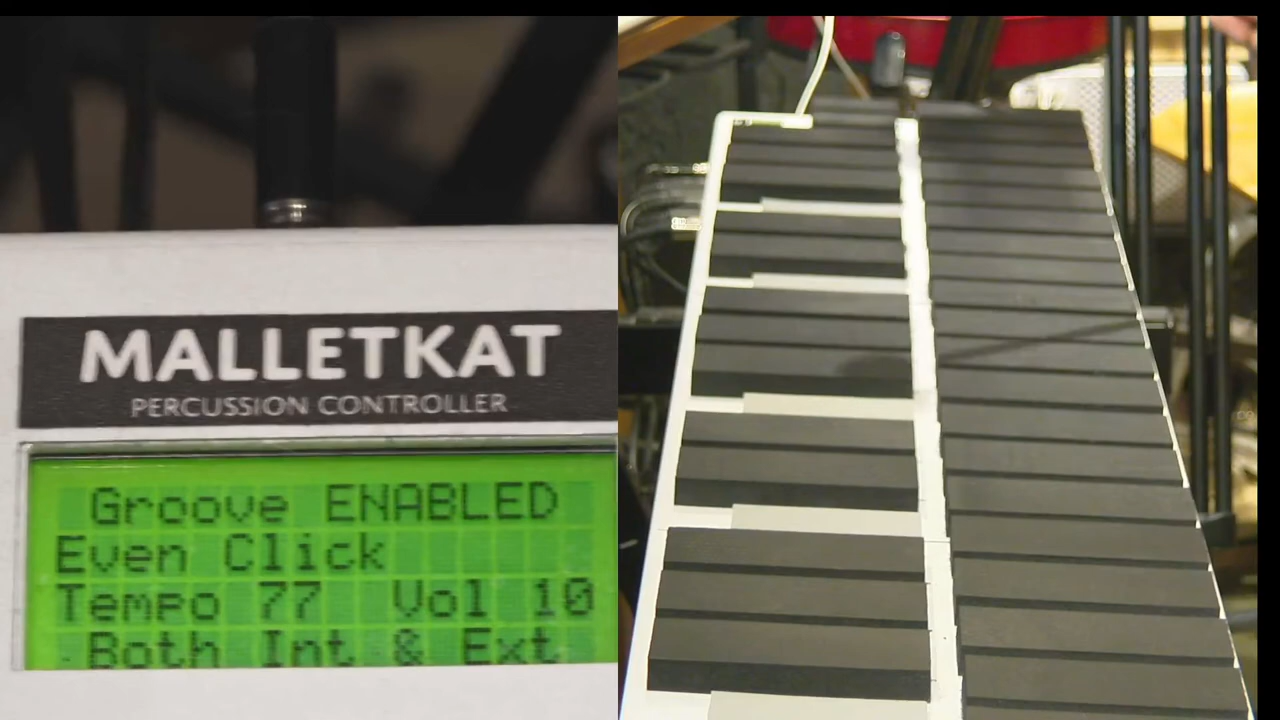 MALLETKAT
PERCUSSION CONTROLLER
Groove ENABLED
Even Click
Tempo 77 Vol 10
Both Int & Ext